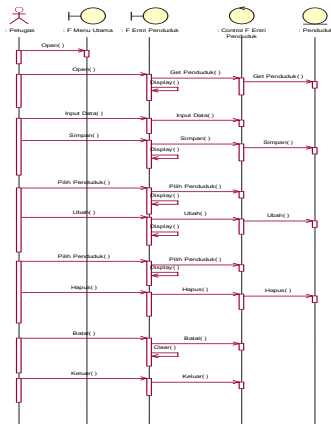 : Petugas : F Menu Utama : F Entri Penduduk : Control F Entri : Pendudul
Penduduk
Open( )
Open( ) Get Penduduk( ) Get Penduduk( )
Display( )
Input Data( ) Input Data( )
Simpan( ) Simpan( ) Simpan( )
Display( )
Pilih Penduduk( ) Pilih Penduduk( )
Display( )
Ubah( ) Ubah( ) Ubah( )
Display( )
Pilih Penduduk( ) Pilih Penduduk( )
Display( )
Hapus( ) Hapus( ) Hapus( )
Batal( ) Batal( )
Clear( )
Keluar( ) Keluar( )